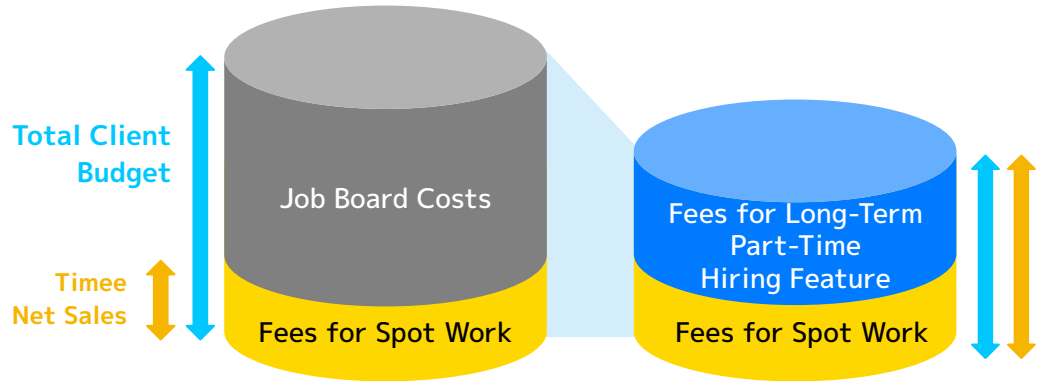 Total Client
Budget
Job Board Costs
Timee
Net Sales
Fees for Spot Work
Fees for Long-Term
Part-Time
Hiring Feature
Fees for Spot Work